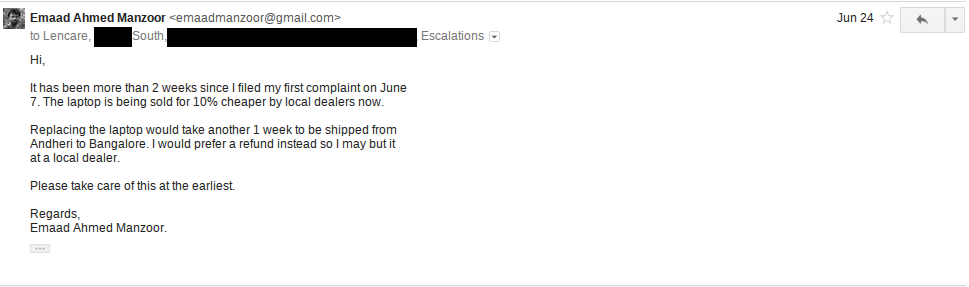 Emaad Ahmed Manzoor <emaadmanzoor@gmail.com> Jun 24
to Lencare, South, , Escalations
Hi,
It has been more than 2 weeks since I filed my first complaint on June
7. The laptop is being sold for 10% cheaper by local dealers now.
Replacing the laptop would take another 1 week to be shipped from
Andheri to Bangalore. I would prefer a refund instead so I may but it
at a local dealer.
Please take care of this at the earliest.
Regards,
Emaad Ahmed Manzoor.